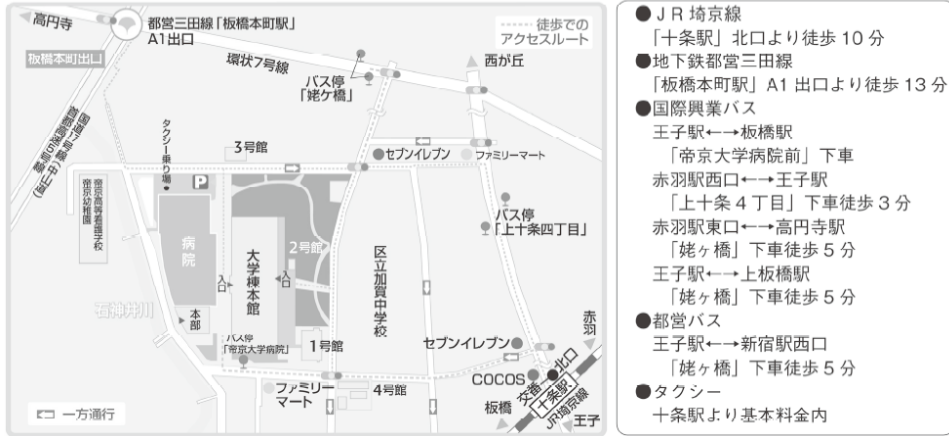 高円寺
都営三田線「板橋本町駅」
A1出口
板橋本町出口
徒歩での
アクセスルート
環状7号線
バス停
「姥ケ橋」
西が丘
タクシー乗り場
3号館
セブンイレブン
ファミリーマート
P
帝京高等看護学校
帝京幼稚園
病院
大学棟本館
2号館
入口
入口
区立加賀中学校
バス停
「上十条四丁目」
石神井川
本部
バス停
「帝京大学病院」
1号館
セブンイレブン
赤羽
ファミリー
マート
4号館
COCOS
交番
北口
十条駅
JR埼京線
板橋
王子
一方通行
●JR埼京線
「十条駅」北口より徒歩10分
●地下鉄都営三田線
「板橋本町駅」A1出口より徒歩13分
●国際興業バス
王子駅←→板橋駅
「帝京大学病院前」下車
赤羽駅西口←→王子駅
「上十条4丁目」下車徒歩3分
赤羽駅東口←→高円寺駅
「姥ヶ橋」下車徒歩5分
王子駅←→上板橋駅
「姥ヶ橋」下車徒歩5分
●都営バス
王子駅←→新宿駅西口
「姥ヶ橋」下車徒歩5分
●タクシー
十条駅より基本料金内